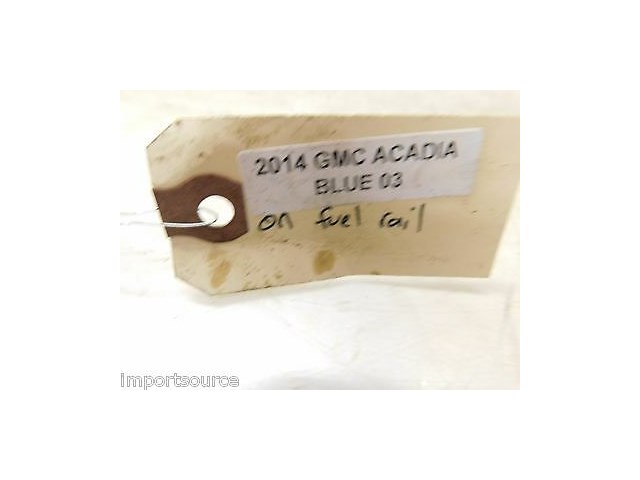 2014 GMC ACADIA
BLUE 03
on fuel rail
importsource